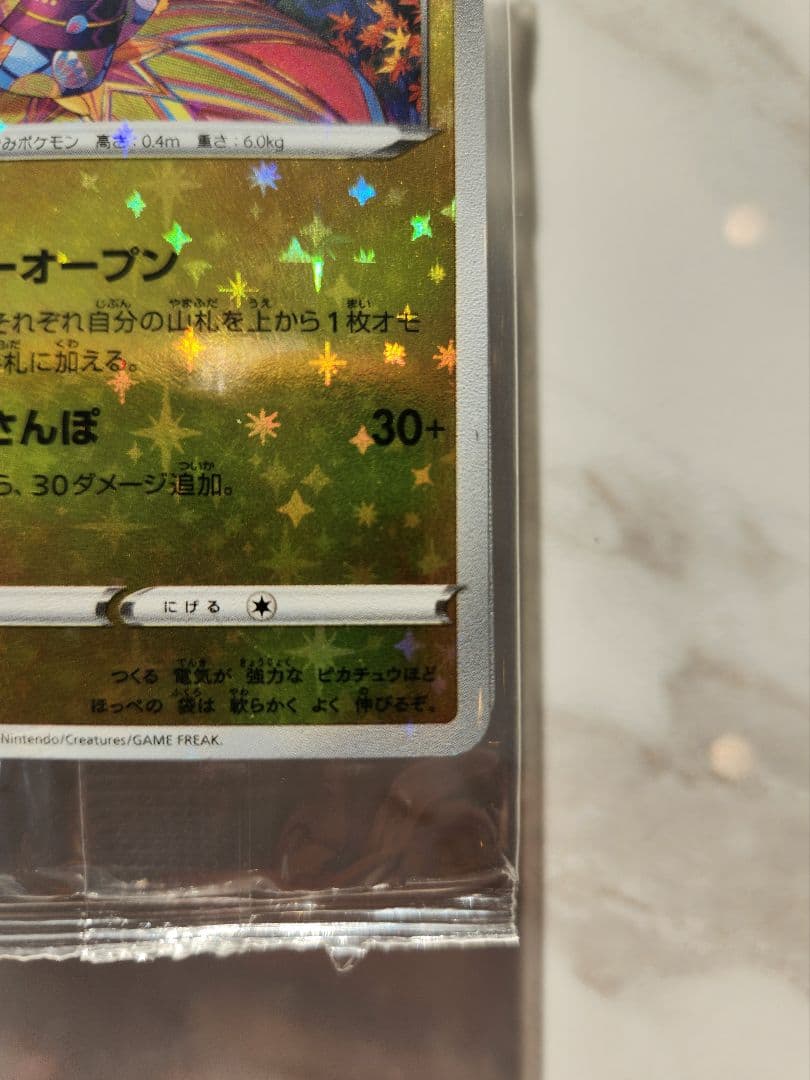 みポケモン 高さ：0.4m 重さ：6.0kg
ーオープン
それぞれ自分の山札を上から1枚オモ
札に加える。
さんぽ 30+
ら、30ダメージ追加。
にげる
つくる 電気が 強力な ピカチュウほど
ほっぺの 袋は 軟らかく よく 伸びるぞ。
Nintendo/Creatures/GAME FREAK.